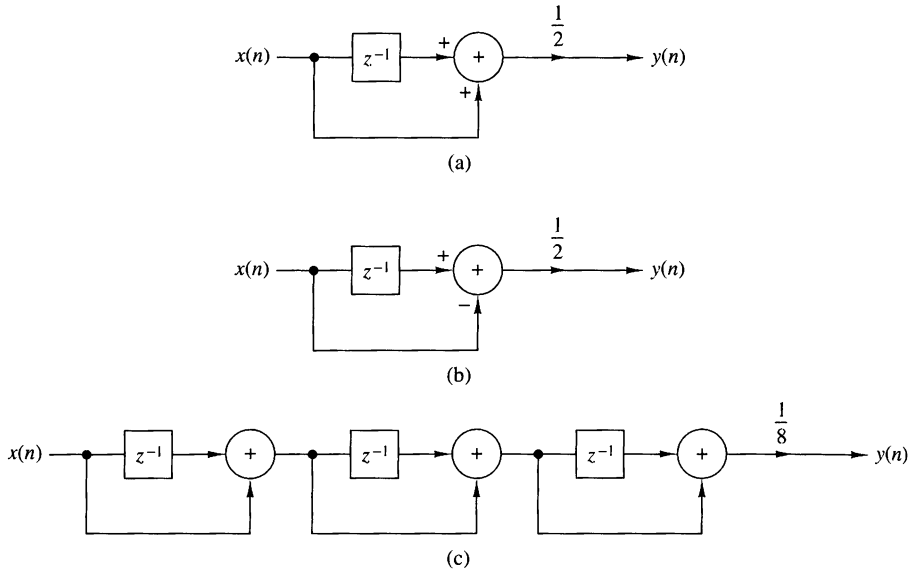 x(n) z⁻¹ + + + 1/2 y(n)
(a)
x(n) z⁻¹ + + − 1/2 y(n)
(b)
x(n) z⁻¹ + z⁻¹ + z⁻¹ + 1/8 y(n)
(c)